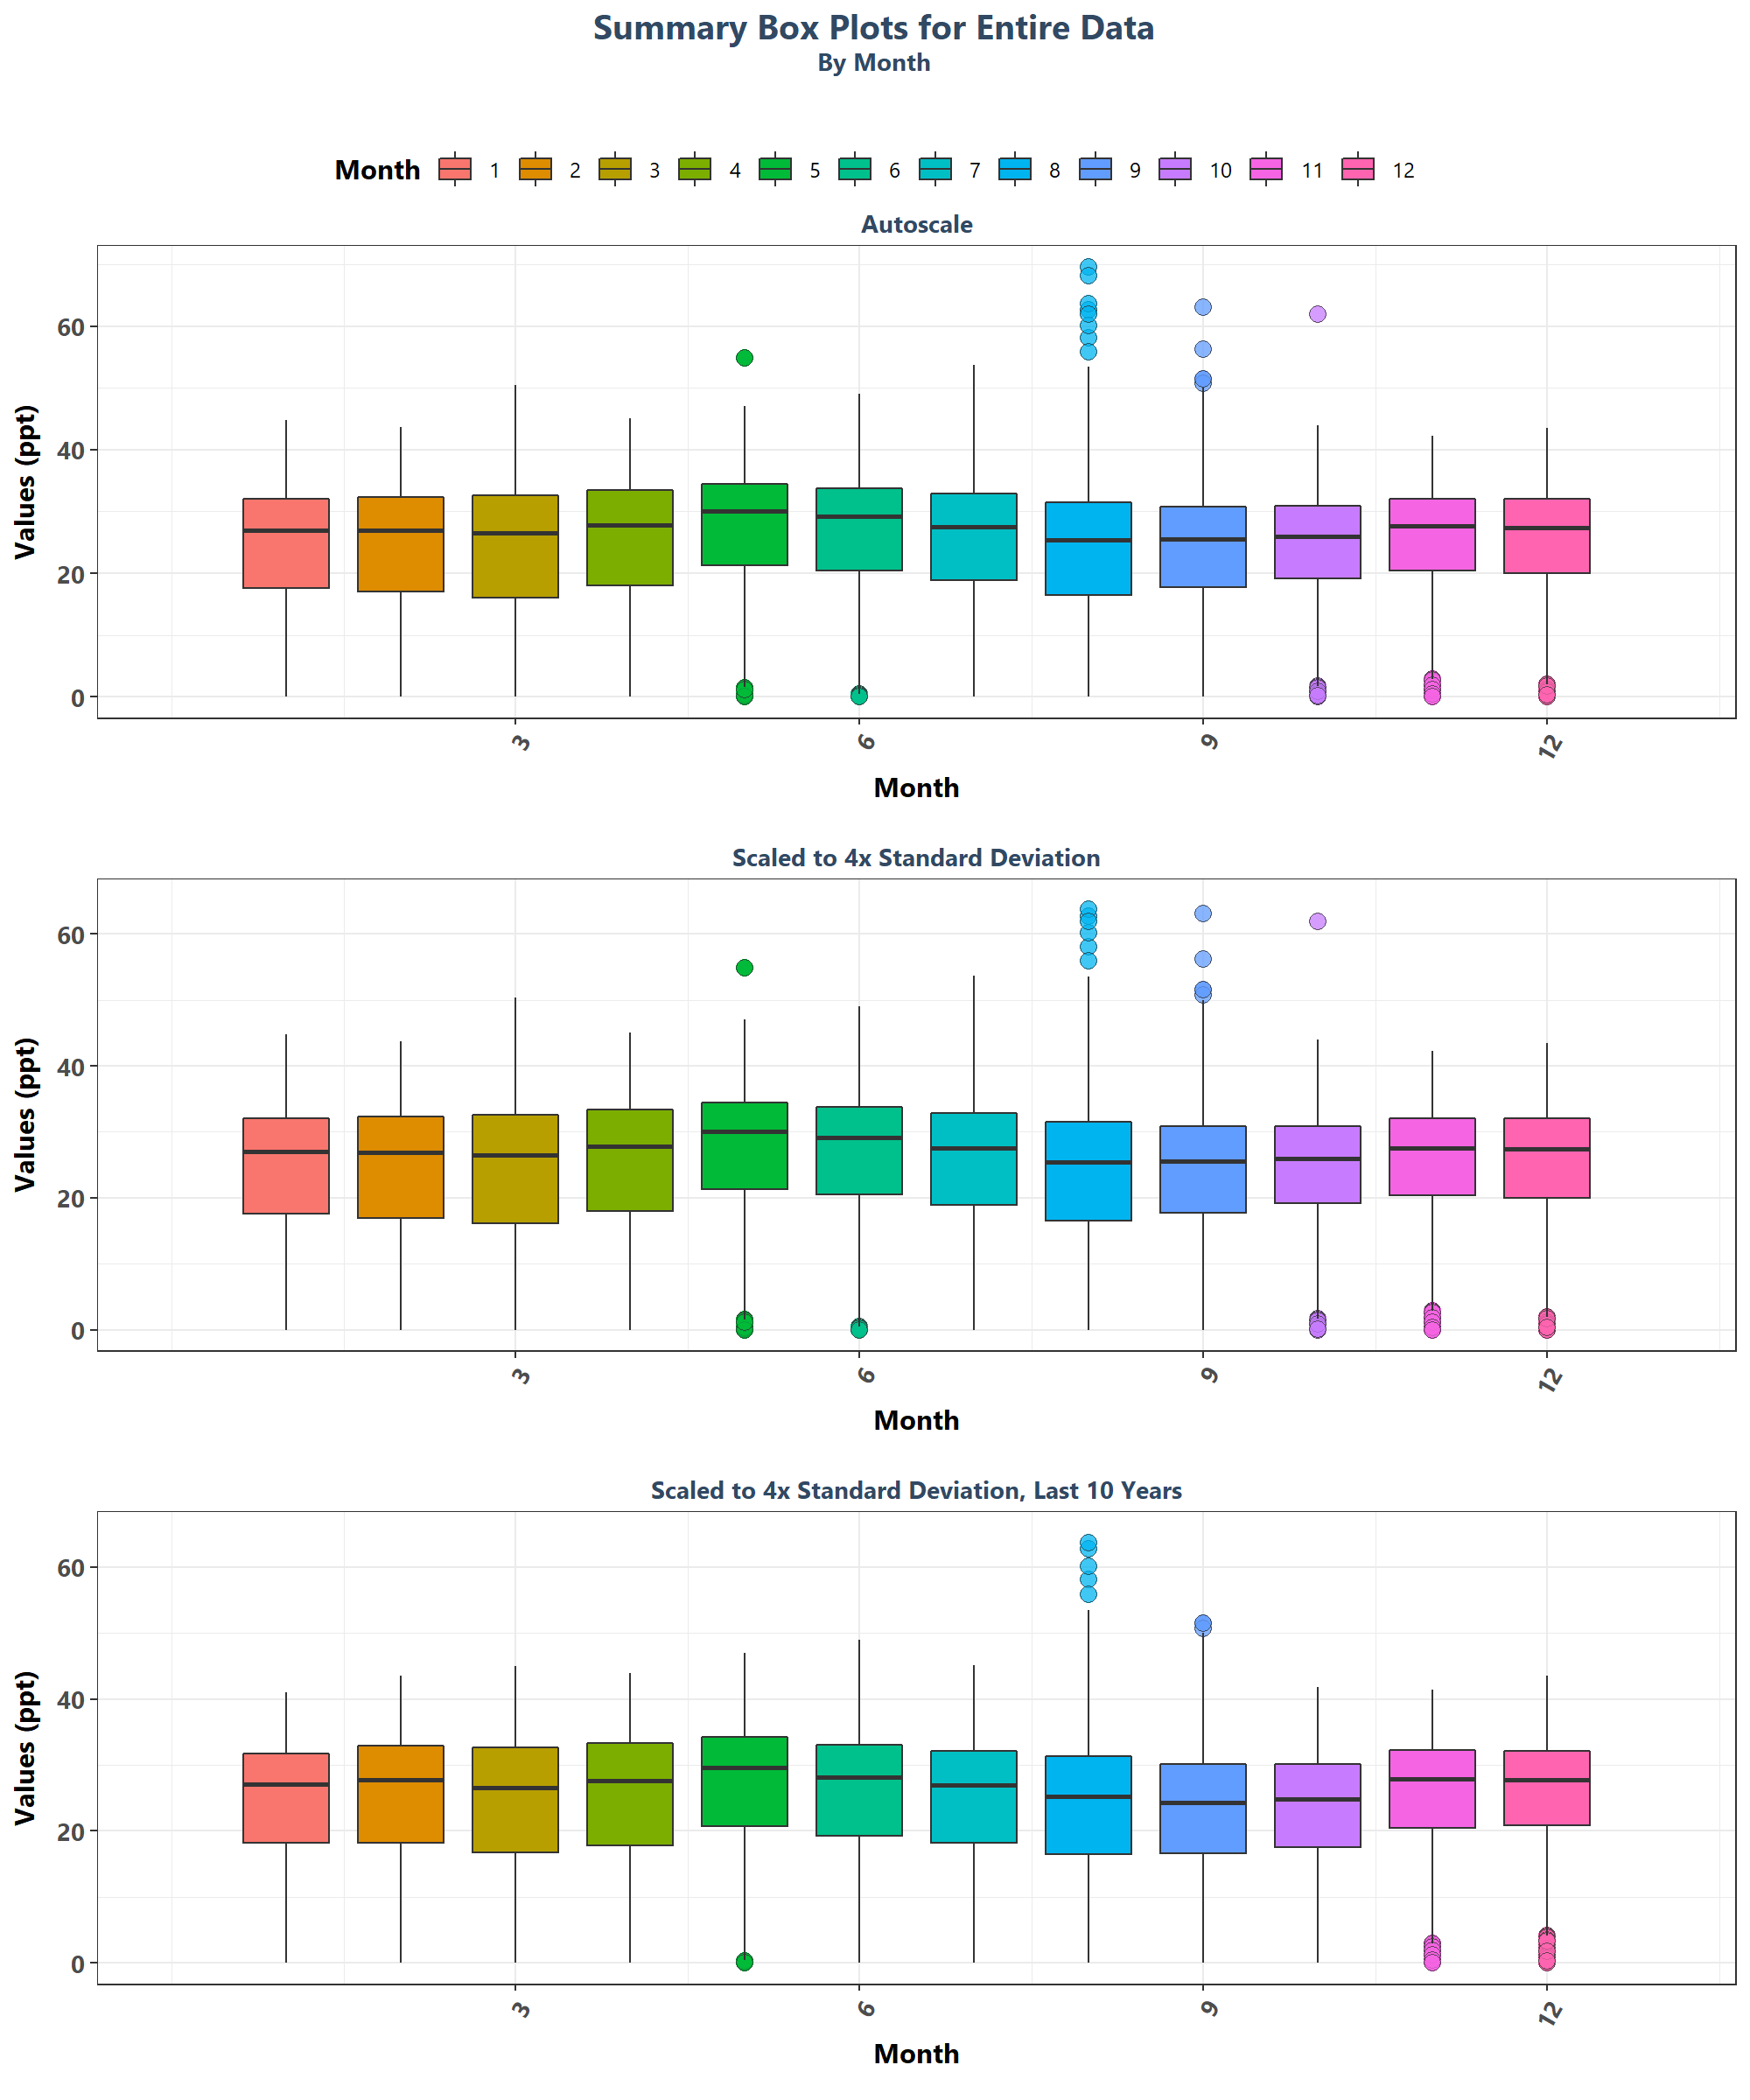 Summary Box Plots for Entire Data
By Month
Month 1 2 3 4 5 6 7 8 9 10 11 12
Autoscale
Values (ppt)
60
40
20
0
3 6 9 12
Month
Scaled to 4x Standard Deviation
Values (ppt)
60
40
20
0
3 6 9 12
Month
Scaled to 4x Standard Deviation, Last 10 Years
Values (ppt)
60
40
20
0
3 6 9 12
Month